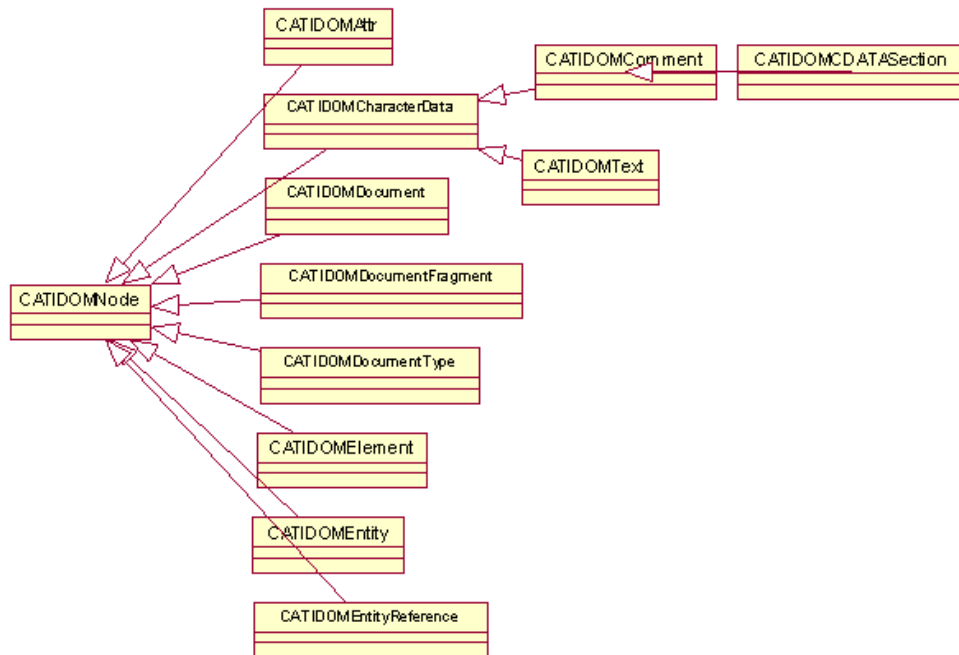 CATIDOMAttr
CATIDOMComment
CATIDOMCDATASection
CATIDOMCharacterData
CATIDOMText
CATIDOMDocument
CATIDOMDocumentFragment
CATIDOMNode
CATIDOMDocumentType
CATIDOMElement
CATIDOMEntity
CATIDOMEntityReference